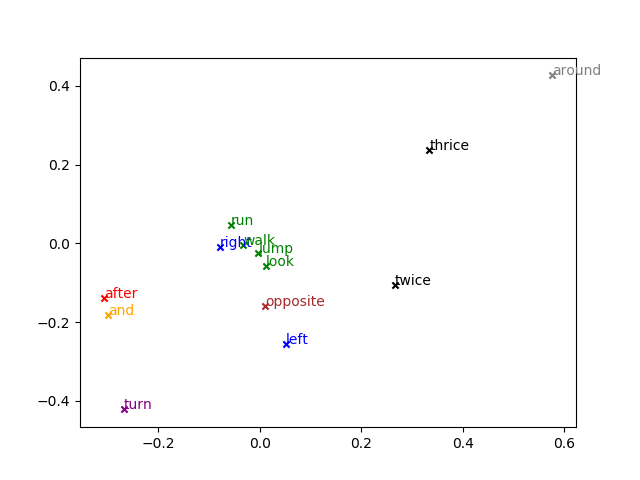 around
0.4
thrice
0.2
run
walk
right
0.0
jump
look
twice
after
opposite
and
−0.2
left
turn
−0.4
−0.2 0.0 0.2 0.4 0.6